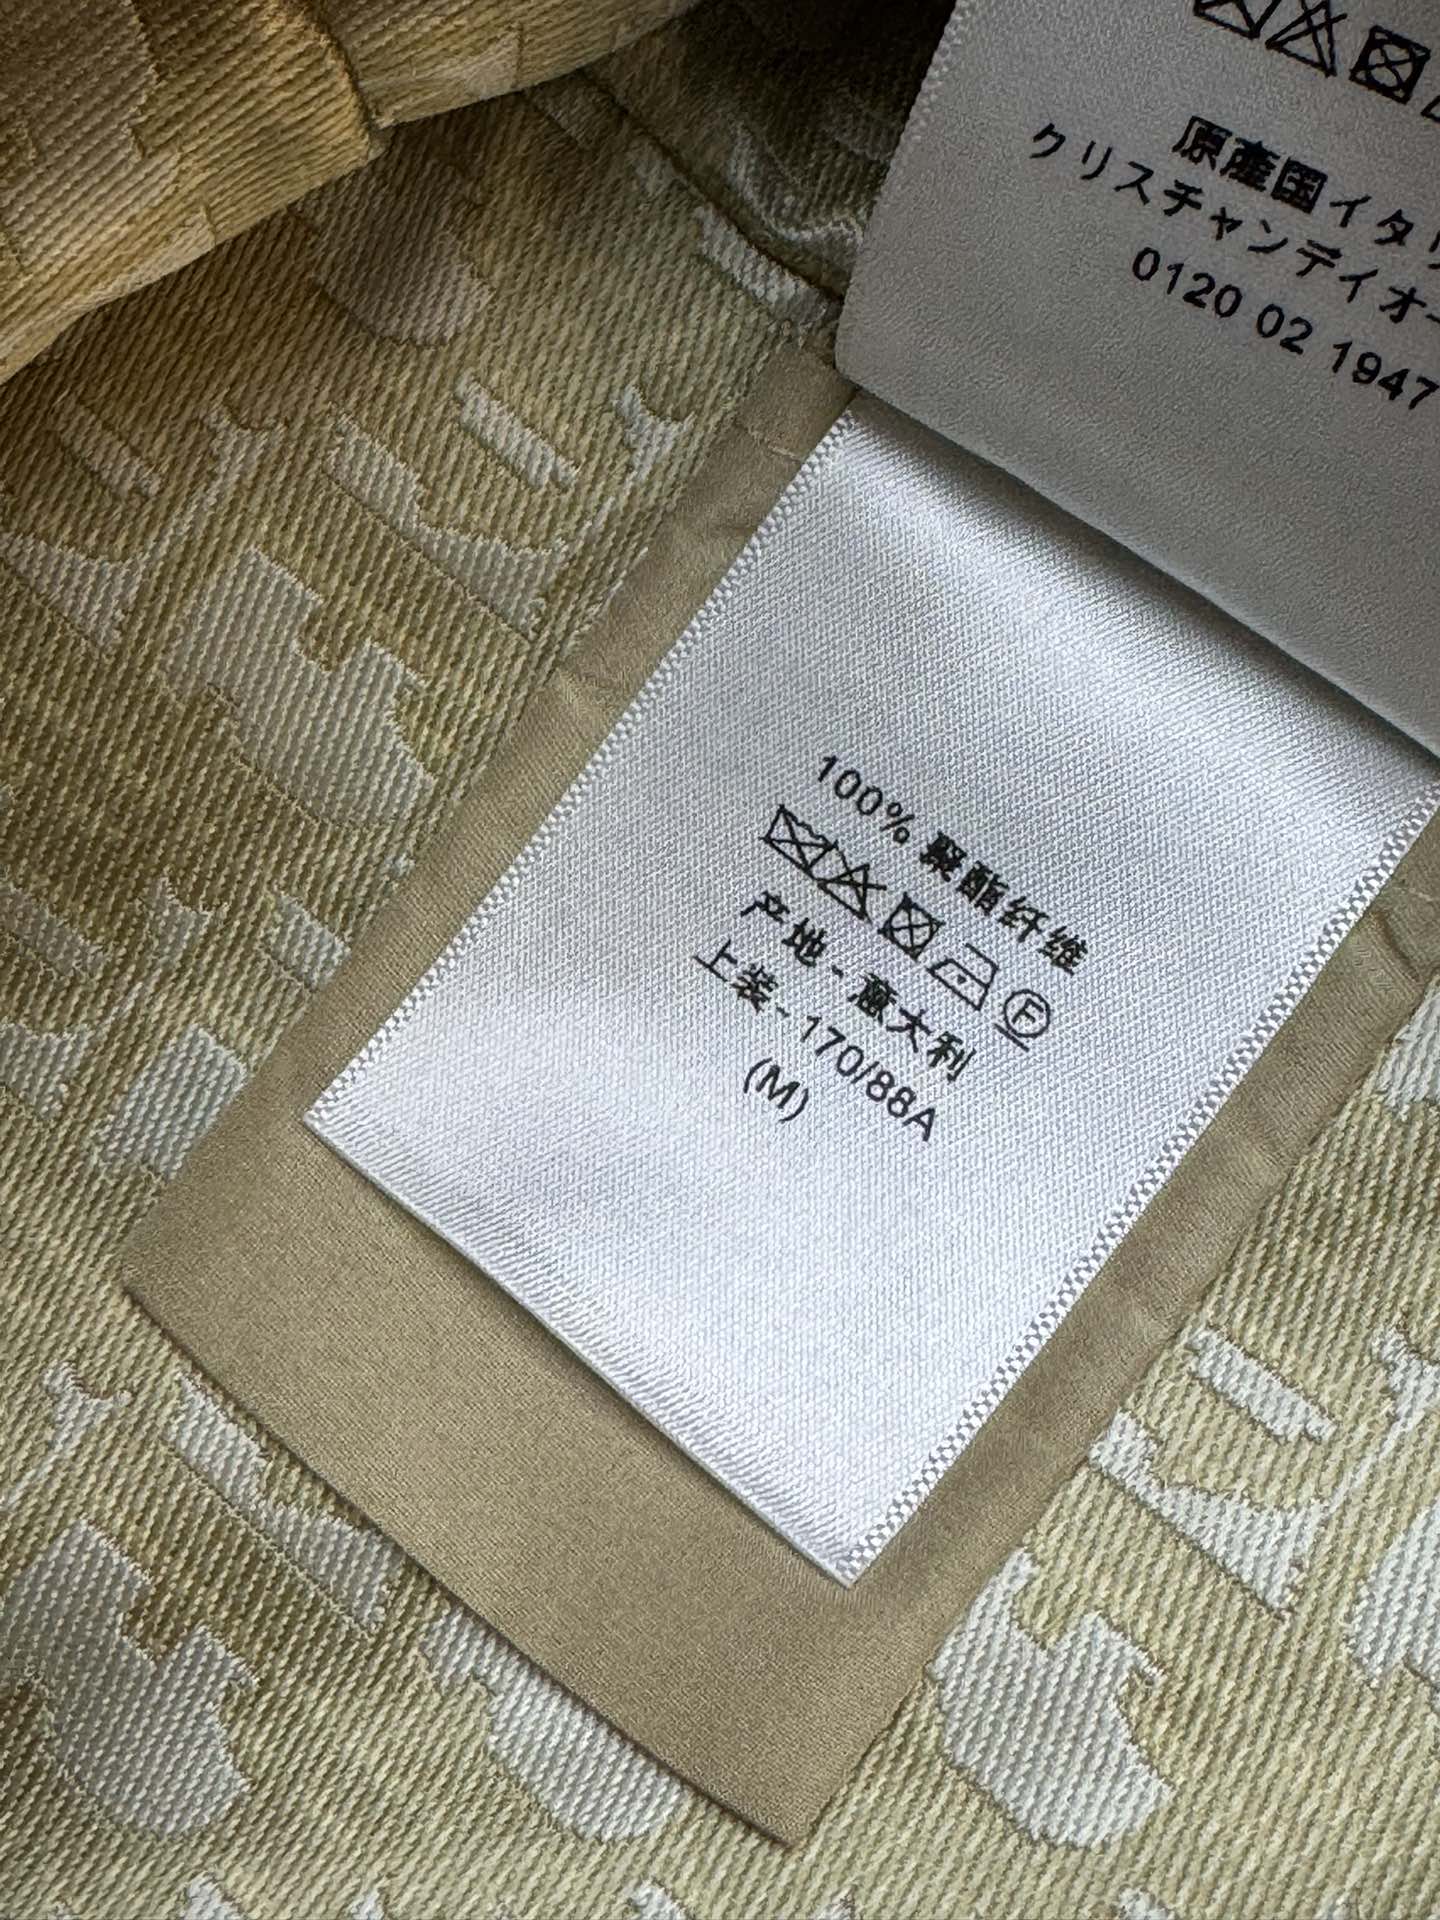 原産国イタリ
クリスチャンディオー
0120 02 1947
100% 聚酯纤维
F
产地-意大利
上装-170/88A
(M)